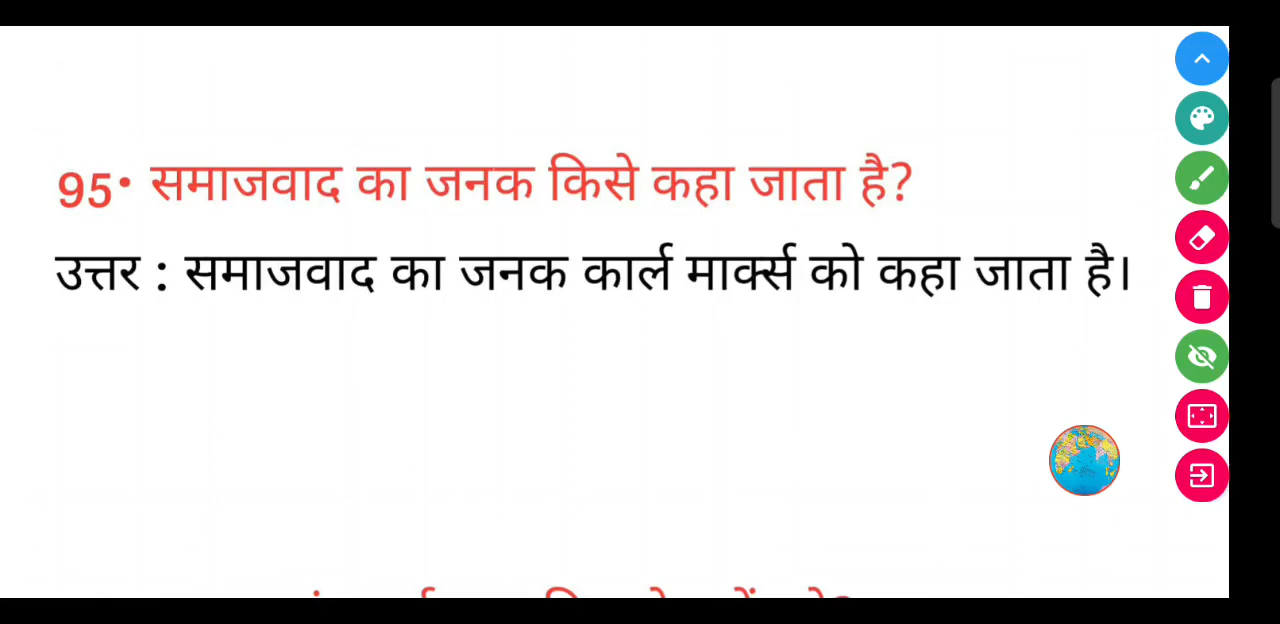 95• समाजवाद का जनक किसे कहा जाता है?
उत्तर : समाजवाद का जनक कार्ल मार्क्स को कहा जाता है।